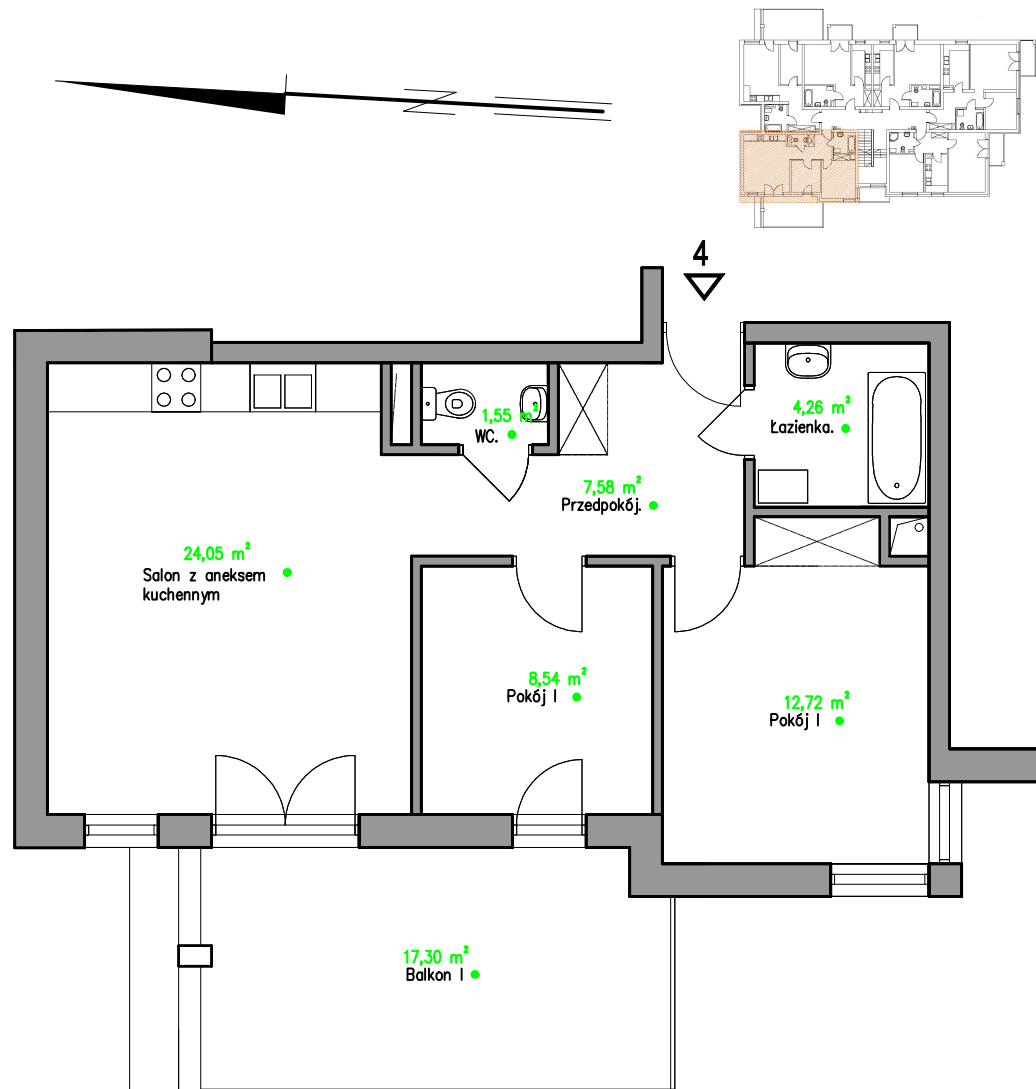 4
1,55 m²
WC.
4,26 m²
Łazienka.
7,58 m²
Przedpokój.
24,05 m²
Salon z aneksem
kuchennym
8,54 m²
Pokój I
12,72 m²
Pokój I
17,30 m²
Balkon I